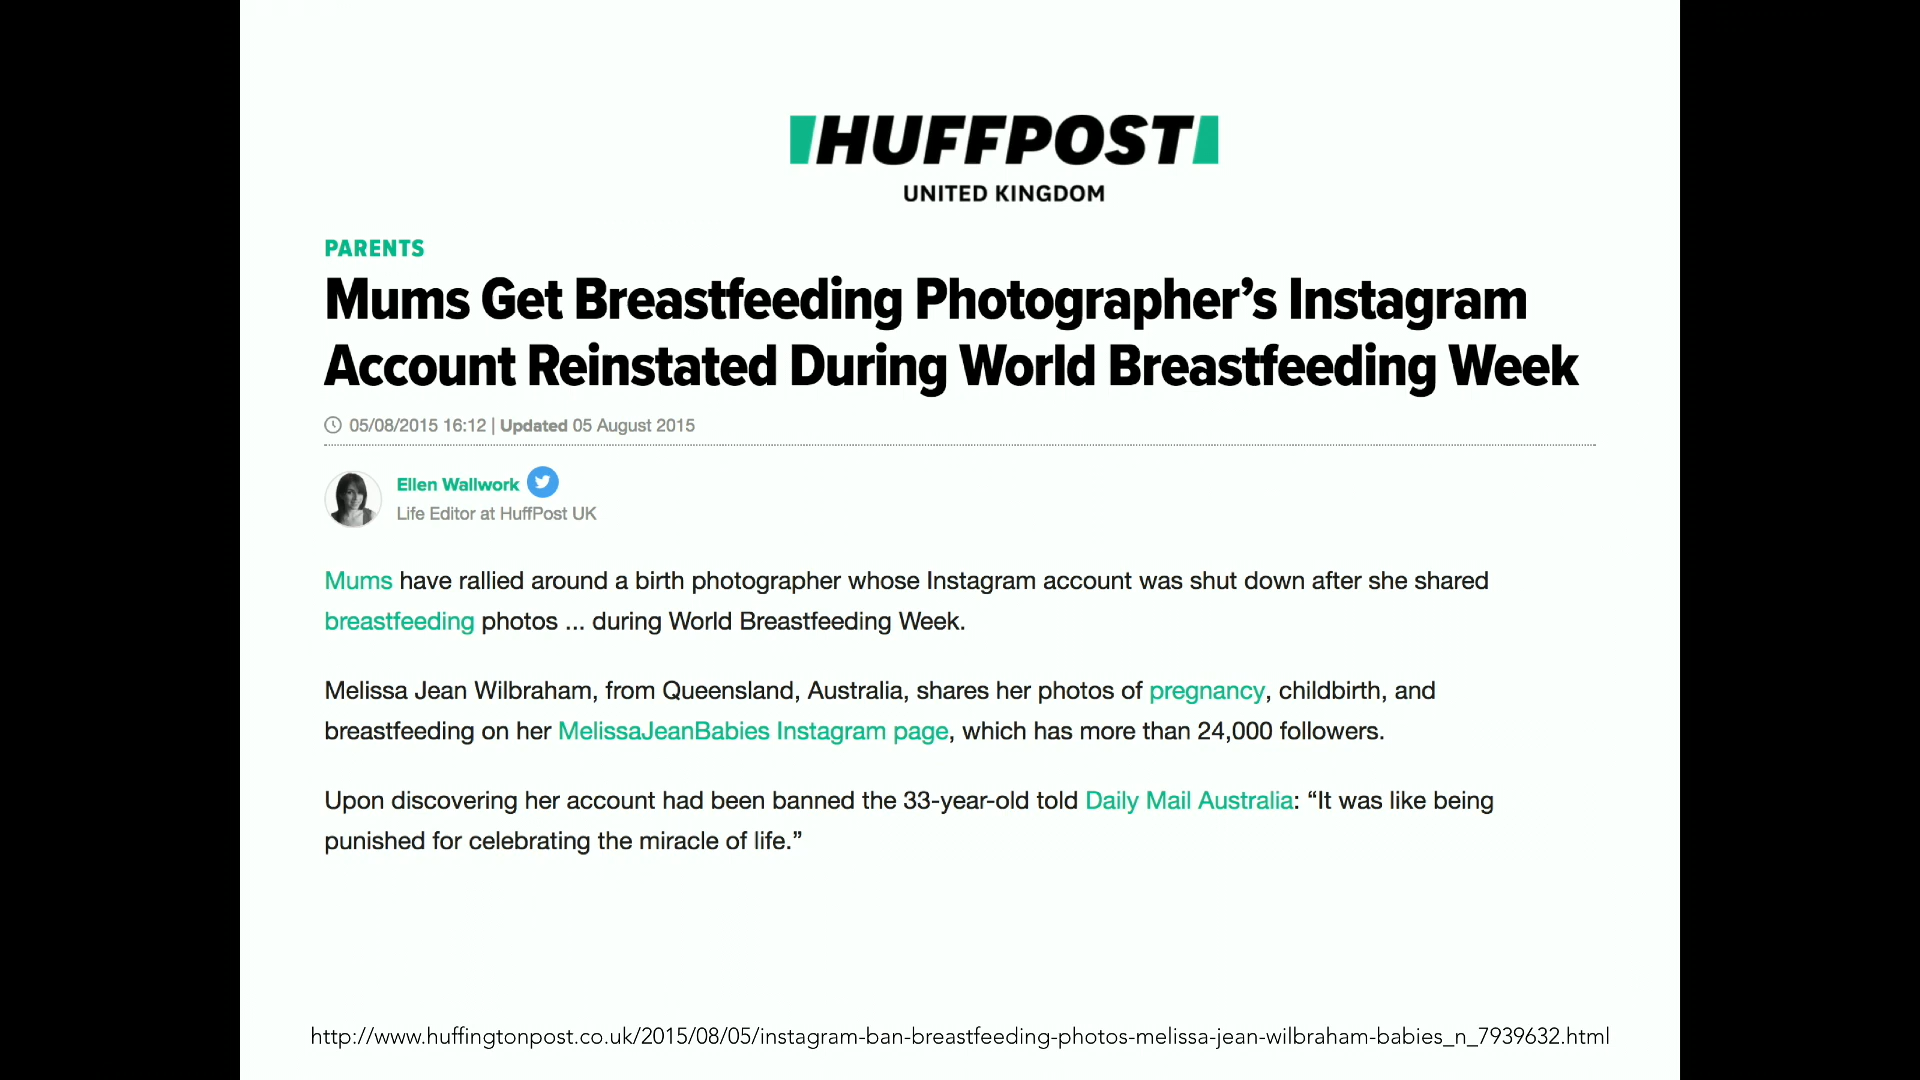 HUFFPOST
UNITED KINGDOM
PARENTS
Mums Get Breastfeeding Photographer’s Instagram
Account Reinstated During World Breastfeeding Week
05/08/2015 16:12 | Updated 05 August 2015
Ellen Wallwork
Life Editor at HuffPost UK
Mums have rallied around a birth photographer whose Instagram account was shut down after she shared
breastfeeding photos ... during World Breastfeeding Week.
Melissa Jean Wilbraham, from Queensland, Australia, shares her photos of pregnancy, childbirth, and
breastfeeding on her MelissaJeanBabies Instagram page, which has more than 24,000 followers.
Upon discovering her account had been banned the 33-year-old told Daily Mail Australia: “It was like being
punished for celebrating the miracle of life.”
http://www.huffingtonpost.co.uk/2015/08/05/instagram-ban-breastfeeding-photos-melissa-jean-wilbraham-babies_n_7939632.html